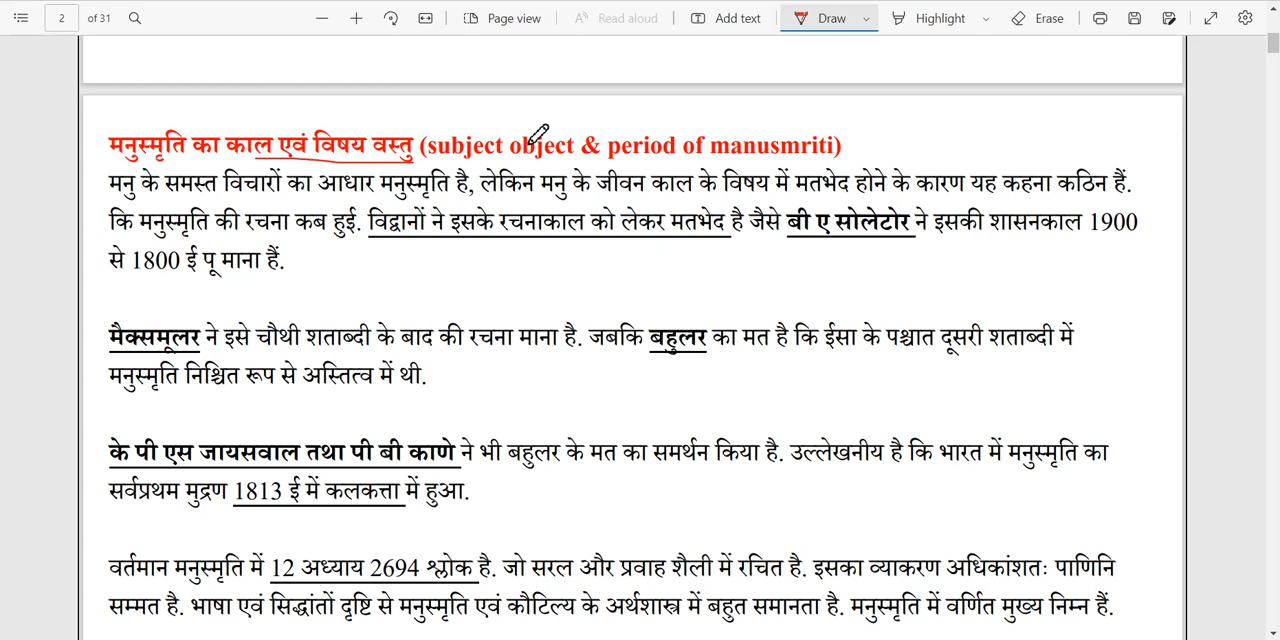 2 of 31 Page view Read aloud Add text Draw Highlight Erase
मनुस्मृति का काल एवं विषय वस्तु (subject object & period of manusmriti)
मनु के समस्त विचारों का आधार मनुस्मृति है, लेकिन मनु के जीवन काल के विषय में मतभेद होने के कारण यह कहना कठिन हैं.
कि मनुस्मृति की रचना कब हुई. विद्वानों ने इसके रचनाकाल को लेकर मतभेद है जैसे बी ए सोलेटोर ने इसकी शासनकाल 1900
से 1800 ई पू माना हैं.
मैक्समूलर ने इसे चौथी शताब्दी के बाद की रचना माना है. जबकि बहुलर का मत है कि ईसा के पश्चात दूसरी शताब्दी में
मनुस्मृति निश्चित रूप से अस्तित्व में थी.
के पी एस जायसवाल तथा पी बी काणे ने भी बहुलर के मत का समर्थन किया है. उल्लेखनीय है कि भारत में मनुस्मृति का
सर्वप्रथम मुद्रण 1813 ई में कलकत्ता में हुआ.
वर्तमान मनुस्मृति में 12 अध्याय 2694 श्लोक है. जो सरल और प्रवाह शैली में रचित है. इसका व्याकरण अधिकांशतः पाणिनि
सम्मत है. भाषा एवं सिद्धांतों दृष्टि से मनुस्मृति एवं कौटिल्य के अर्थशास्त्र में बहुत समानता है. मनुस्मृति में वर्णित मुख्य निम्न हैं.